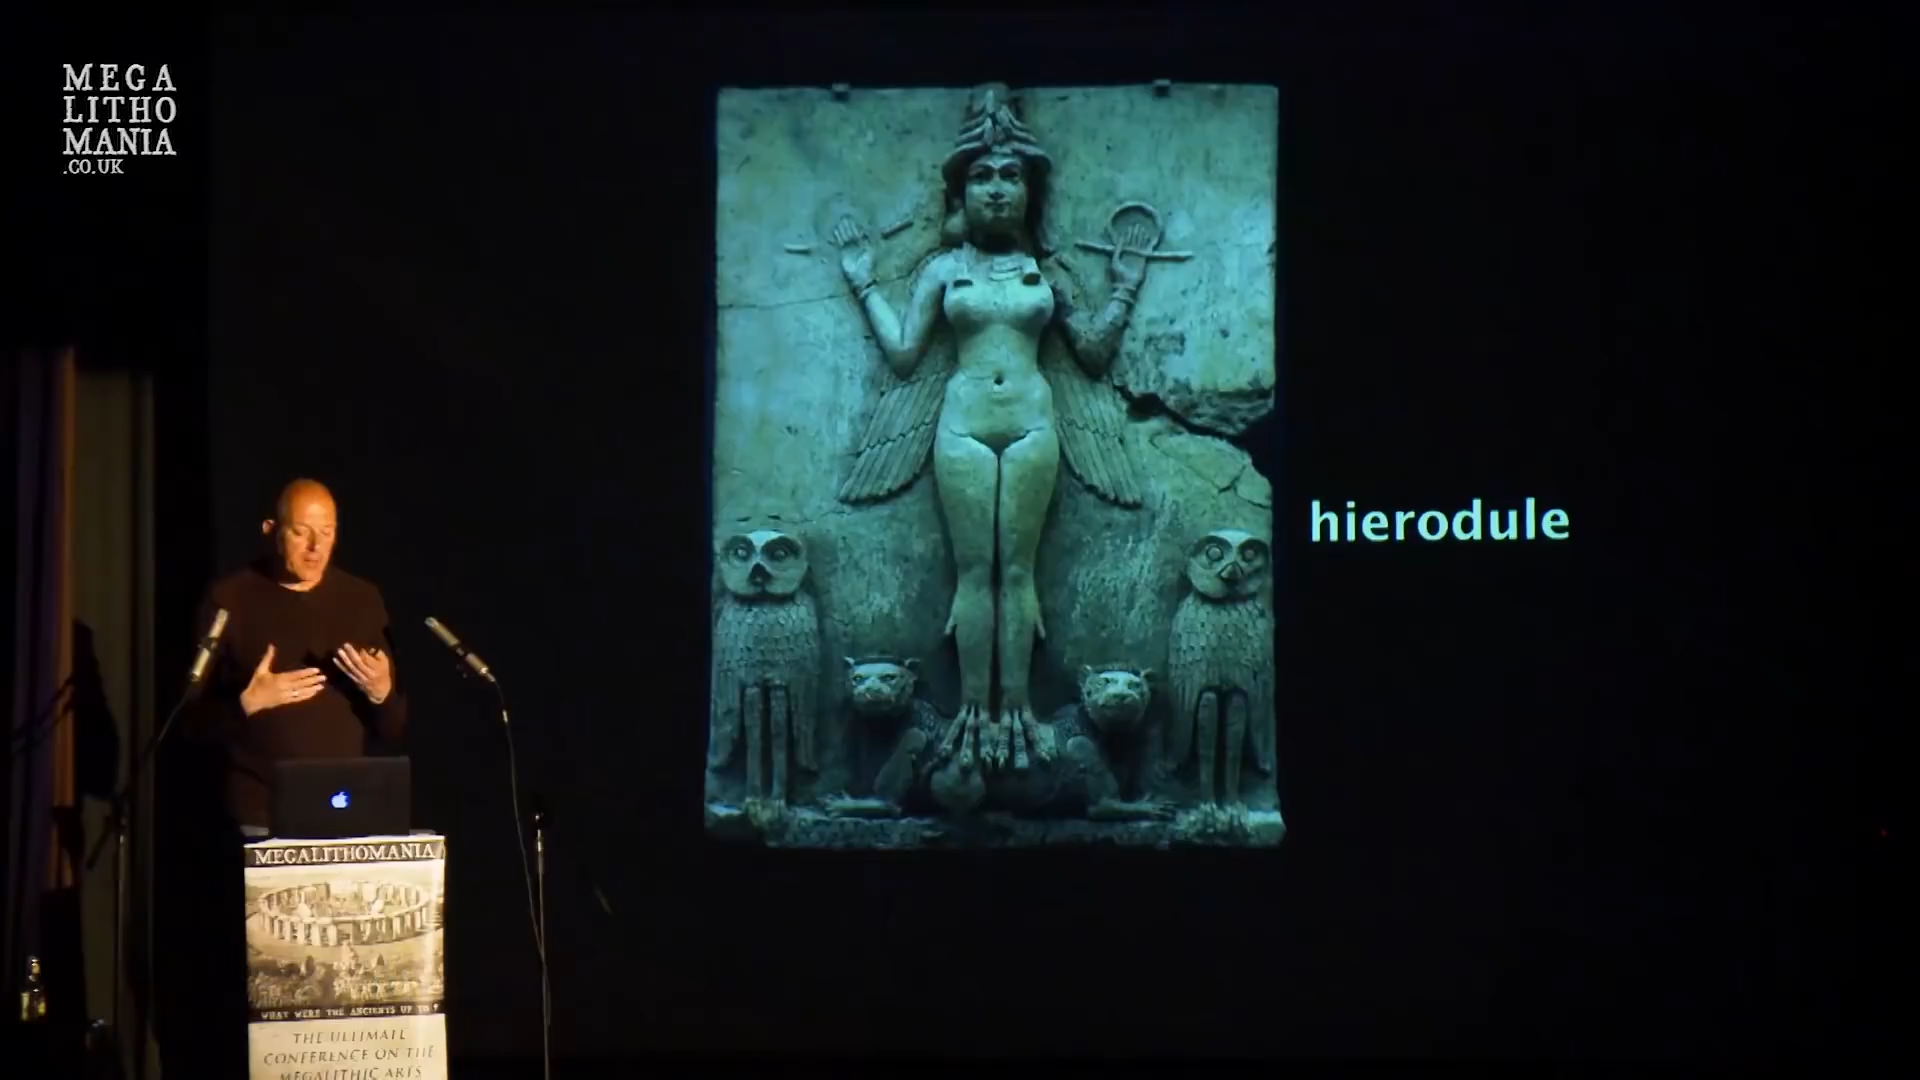 MEGA
LITHO
MANIA
.CO.UK
hierodule
MEGALITHOMANIA
WHAT WERE THE ANCIENTS UP TO?
THE ULTIMATE
CONFERENCE ON THE
MEGALITHIC ARTS